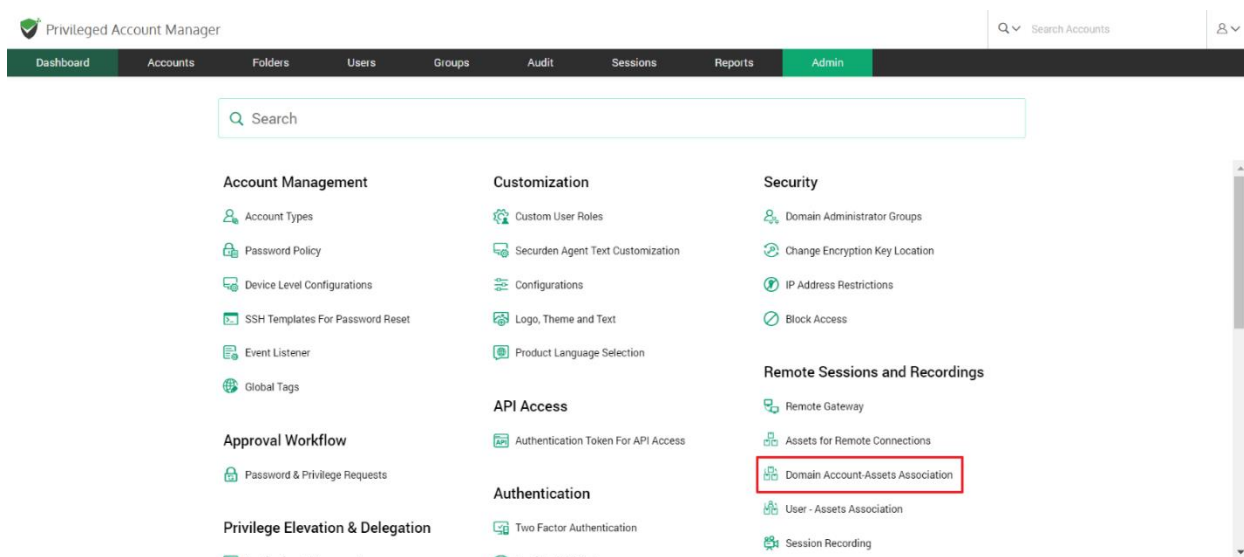 Privileged Account Manager
Search Accounts
Dashboard Accounts Folders Users Groups Audit Sessions Reports Admin
Search
Account Management
Account Types
Password Policy
Device Level Configurations
SSH Templates For Password Reset
Event Listener
Global Tags
Approval Workflow
Password & Privilege Requests
Privilege Elevation & Delegation
Customization
Custom User Roles
Securden Agent Text Customization
Configurations
Logo, Theme and Text
Product Language Selection
API Access
Authentication Token For API Access
Authentication
Two Factor Authentication
Security
Domain Administrator Groups
Change Encryption Key Location
IP Address Restrictions
Block Access
Remote Sessions and Recordings
Remote Gateway
Assets for Remote Connections
Domain Account-Assets Association
User - Assets Association
Session Recording